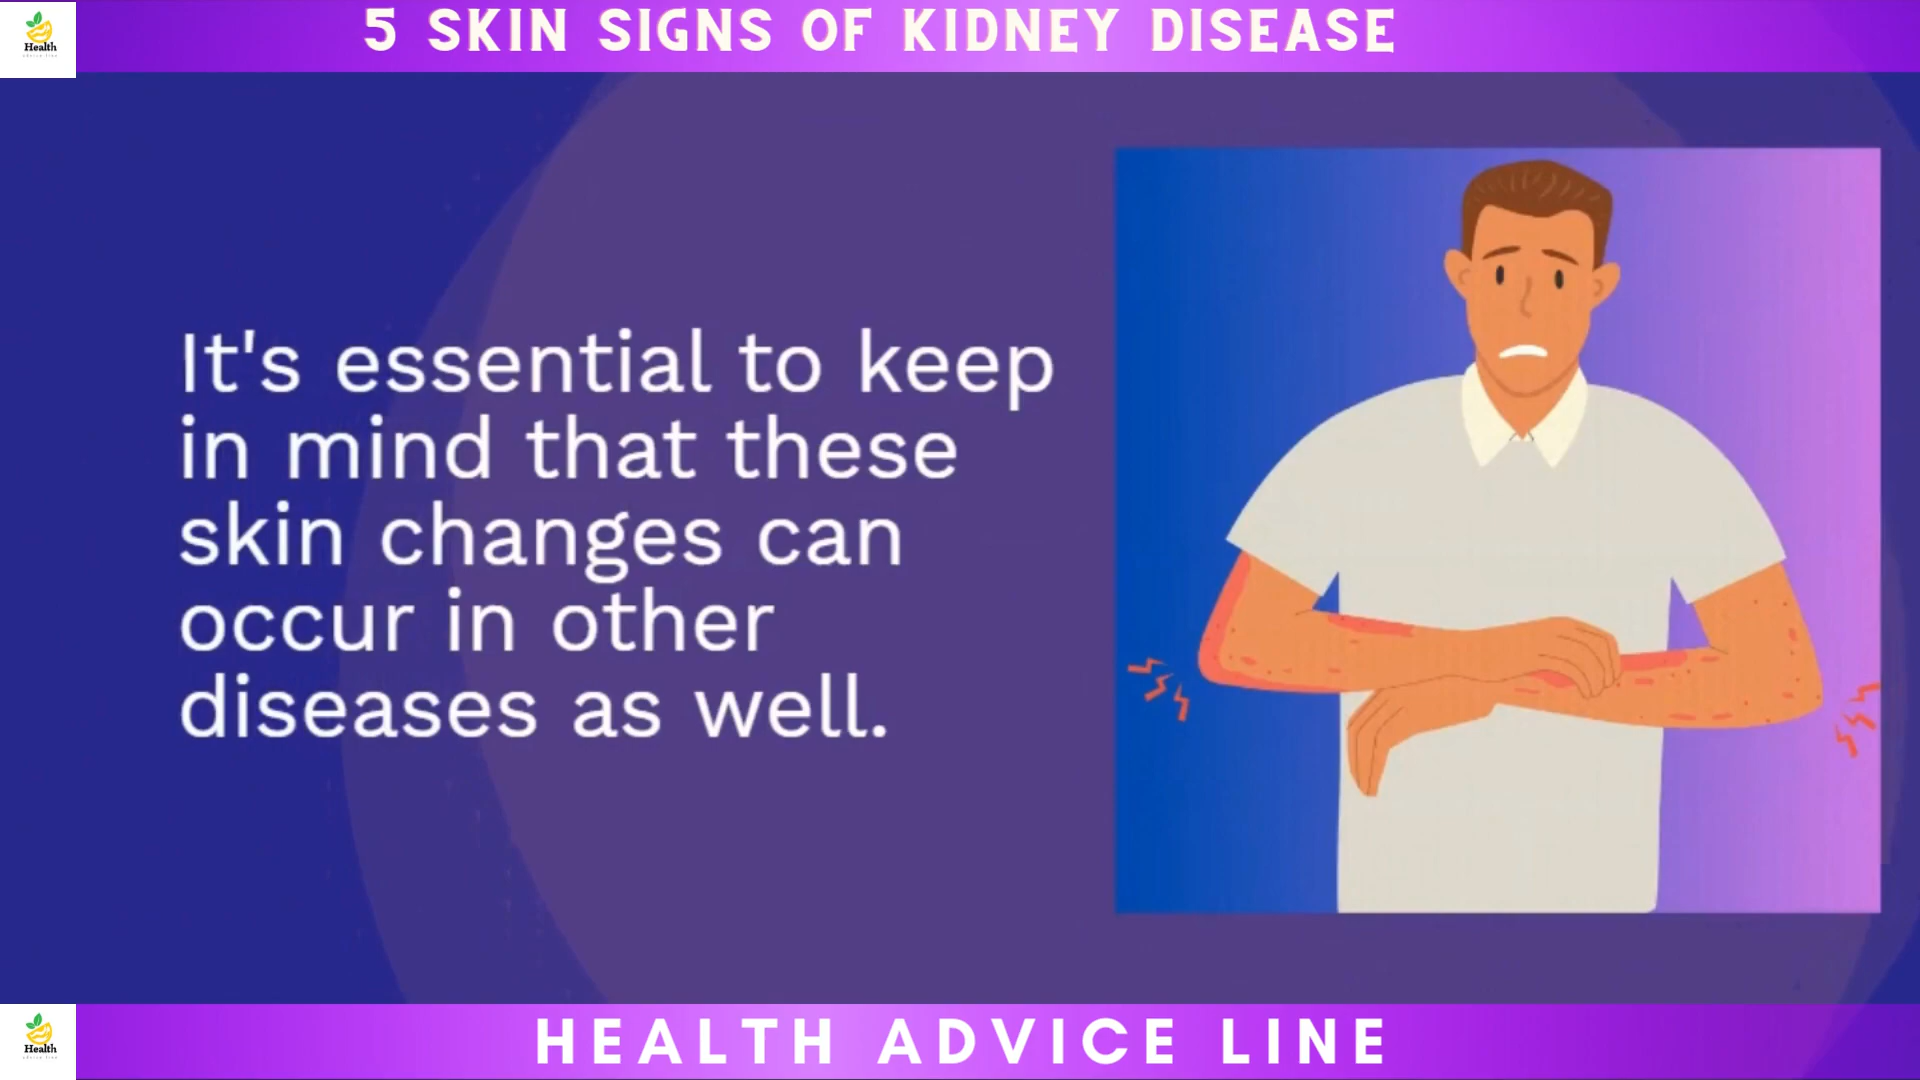 Health
5 SKIN SIGNS OF KIDNEY DISEASE
It's essential to keep
in mind that these
skin changes can
occur in other
diseases as well.
Health
HEALTH ADVICE LINE